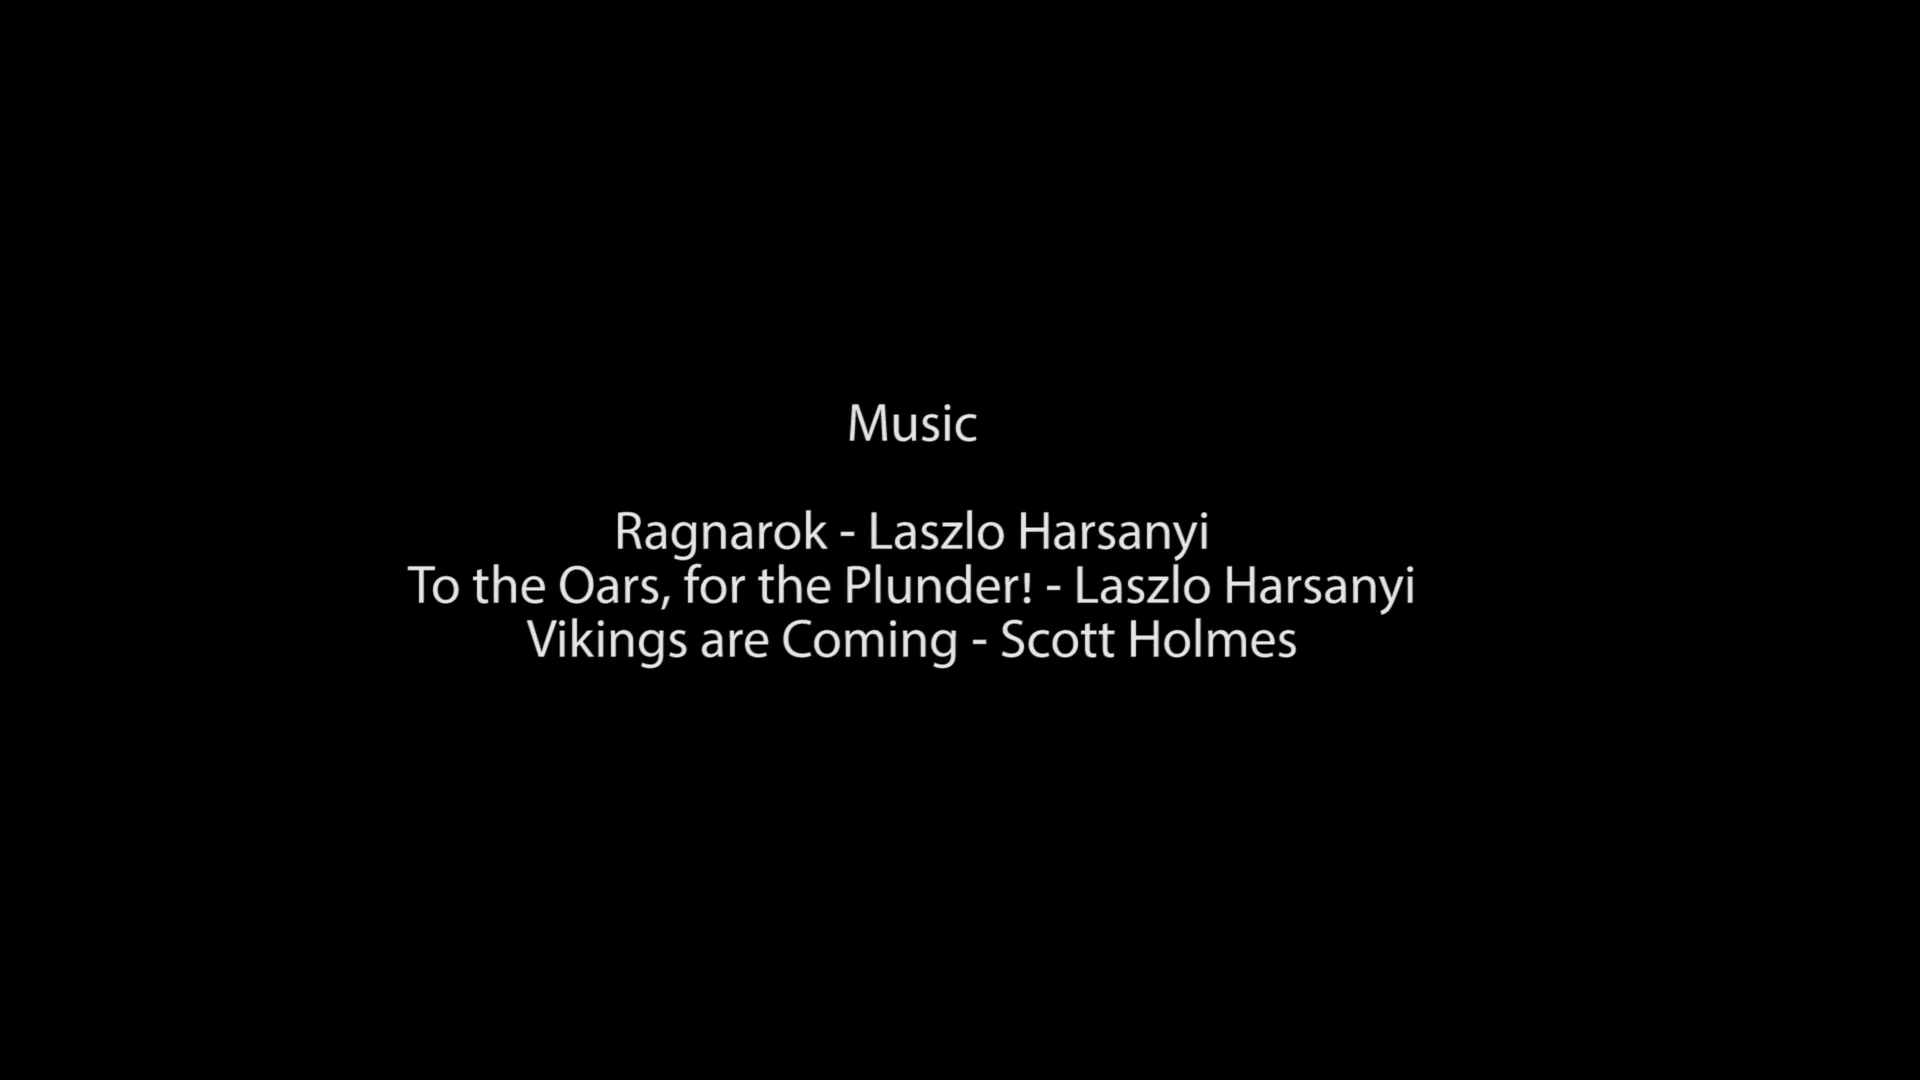 Music
Ragnarok - Laszlo Harsanyi
To the Oars, for the Plunder! - Laszlo Harsanyi
Vikings are Coming - Scott Holmes